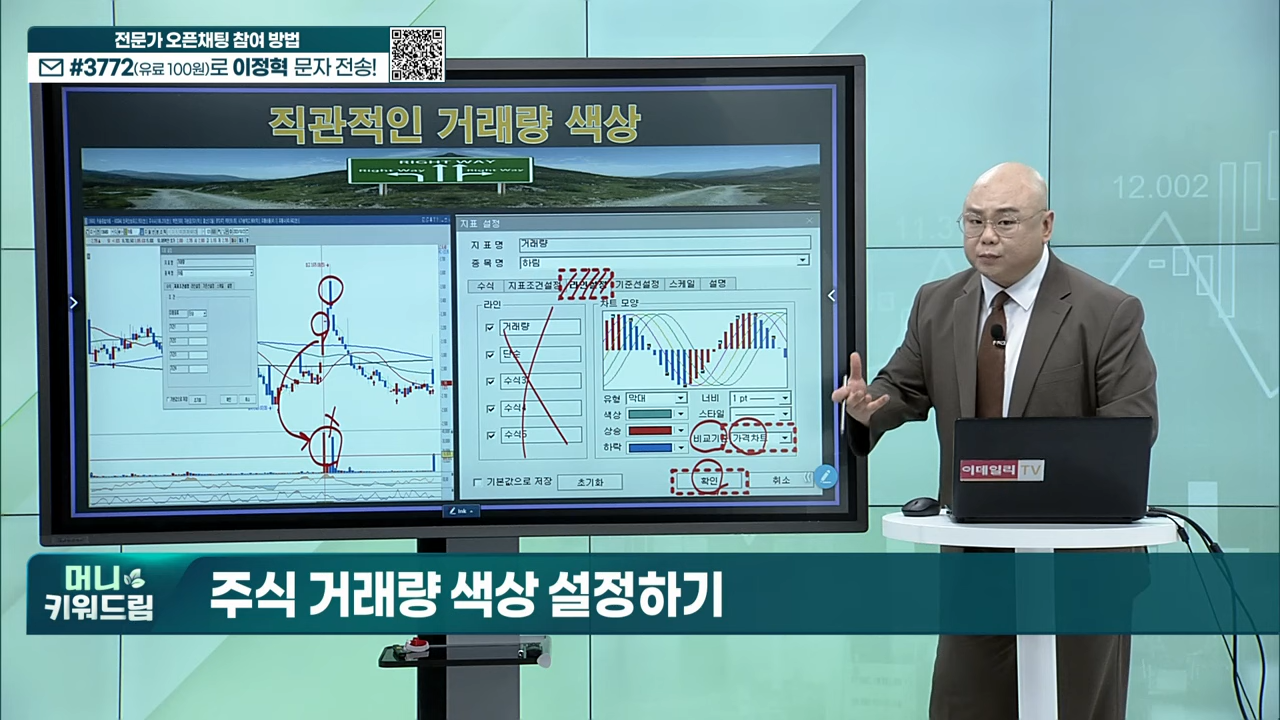 전문가 오픈채팅 참여 방법
#3772(유료 100원)로 이정혁 문자 전송!
직관적인 거래량 색상
RIGHT WAY
Right Way
Right Way
12.002
지표 설정
지 표 명 거래량
종 목 명 하림
수식 지표조건설정 라인설정 기준선설정 스케일 설명
라인
차트 모양
거래량
단순
수식3
수식4
수식5
유형 막대 너비 1 pt
색상 스타일
상승 비교기준 가격차트
하락
기본값으로 저장 초기화 확인 취소
Ink
이데일리 TV
머니
키워드림
주식 거래량 색상 설정하기